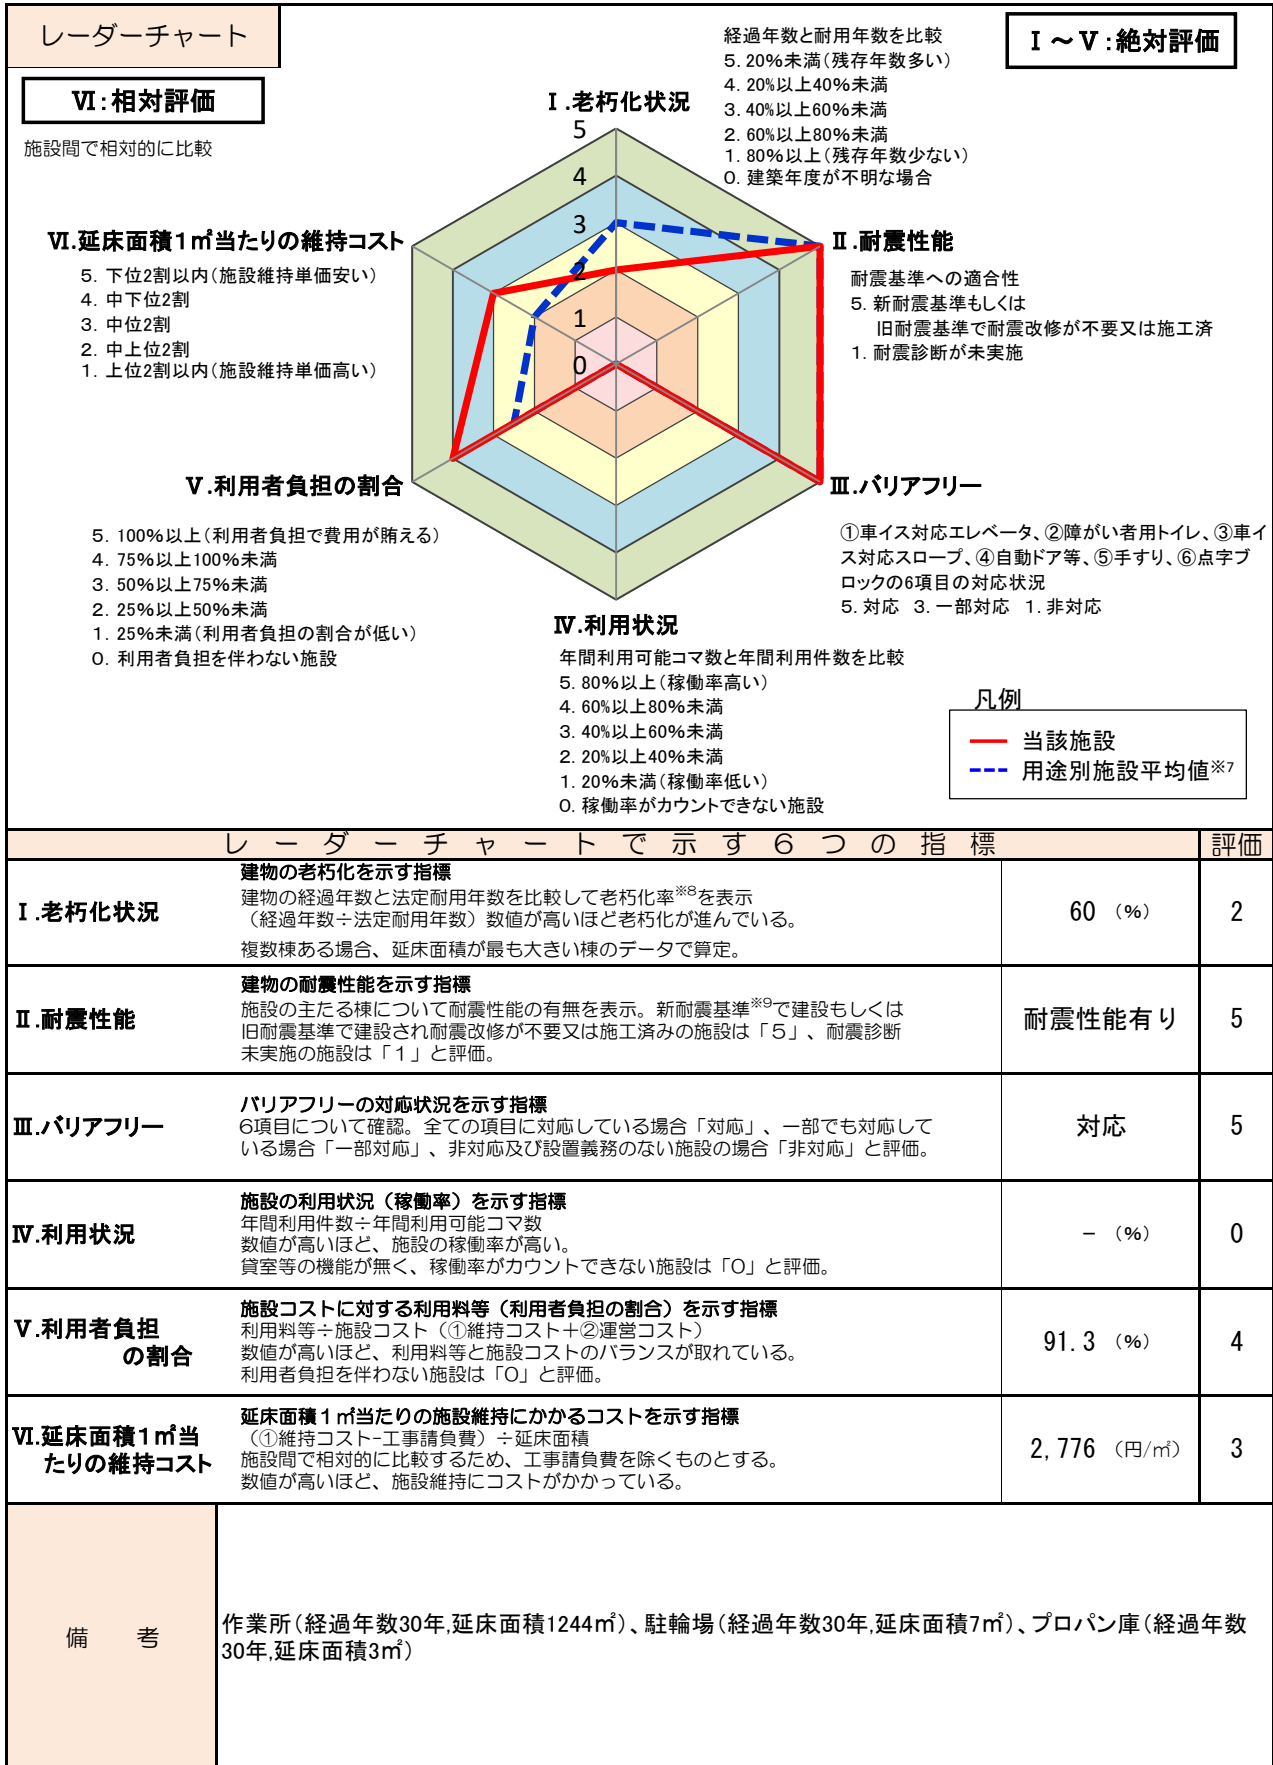 レーダーチャート
Ⅰ～Ⅴ：絶対評価
Ⅵ：相対評価
施設間で相対的に比較
経過年数と耐用年数を比較
5. 20%未満（残存年数多い）
4. 20%以上40%未満
3. 40%以上60%未満
2. 60%以上80%未満
1. 80%以上（残存年数少ない）
0. 建築年度が不明な場合
Ⅰ.老朽化状況
5
4
3
2
1
0
Ⅱ.耐震性能
耐震基準への適合性
5. 新耐震基準もしくは
旧耐震基準で耐震改修が不要又は施工済
1. 耐震診断が未実施
Ⅵ.延床面積1㎡当たりの維持コスト
5. 下位2割以内（施設維持単価安い）
4. 中下位2割
3. 中位2割
2. 中上位2割
1. 上位2割以内（施設維持単価高い）
Ⅴ.利用者負担の割合
5. 100%以上（利用者負担で費用が賄える）
4. 75%以上100%未満
3. 50%以上75%未満
2. 25%以上50%未満
1. 25%未満（利用者負担の割合が低い）
0. 利用者負担を伴わない施設
Ⅲ.バリアフリー
①車イス対応エレベータ、②障がい者用トイレ、③車イ
ス対応スロープ、④自動ドア等、⑤手すり、⑥点字ブ
ロックの6項目の対応状況
5. 対応 3. 一部対応 1. 非対応
Ⅳ.利用状況
年間利用可能コマ数と年間利用件数を比較
5. 80%以上（稼働率高い）
4. 60%以上80%未満
3. 40%以上60%未満
2. 20%以上40%未満
1. 20%未満（稼働率低い）
0. 稼働率がカウントできない施設
凡例
当該施設
用途別施設平均値※7
レーダーチャートで示す6つの指標 評価
Ⅰ.老朽化状況
建物の老朽化を示す指標
建物の経過年数と法定耐用年数を比較して老朽化率※8を表示
（経過年数÷法定耐用年数）数値が高いほど老朽化が進んでいる。
複数棟ある場合、延床面積が最も大きい棟のデータで算定。
60 （%） 2
Ⅱ.耐震性能
建物の耐震性能を示す指標
施設の主たる棟について耐震性能の有無を表示。新耐震基準※9で建設もしくは
旧耐震基準で建設され耐震改修が不要又は施工済みの施設は「5」、耐震診断
未実施の施設は「1」と評価。
耐震性能有り 5
Ⅲ.バリアフリー
バリアフリーの対応状況を示す指標
6項目について確認。全ての項目に対応している場合「対応」、一部でも対応して
いる場合「一部対応」、非対応及び設置義務のない施設の場合「非対応」と評価。
対応 5
Ⅳ.利用状況
施設の利用状況（稼働率）を示す指標
年間利用件数÷年間利用可能コマ数
数値が高いほど、施設の稼働率が高い。
貸室等の機能が無く、稼働率がカウントできない施設は「0」と評価。
－ （%） 0
Ⅴ.利用者負担
の割合
施設コストに対する利用料等（利用者負担の割合）を示す指標
利用料等÷施設コスト（①維持コスト＋②運営コスト）
数値が高いほど、利用料等と施設コストのバランスが取れている。
利用者負担を伴わない施設は「0」と評価。
91.3 （%） 4
Ⅵ.延床面積1㎡当
たりの維持コスト
延床面積1㎡当たりの施設維持にかかるコストを示す指標
（①維持コスト-工事請負費）÷延床面積
施設間で相対的に比較するため、工事請負費を除くものとする。
数値が高いほど、施設維持にコストがかかっている。
2,776 （円/㎡） 3
備 考
作業所（経過年数30年,延床面積1244㎡）、駐輪場（経過年数30年,延床面積7㎡）、プロパン庫（経過年数
30年,延床面積3㎡）